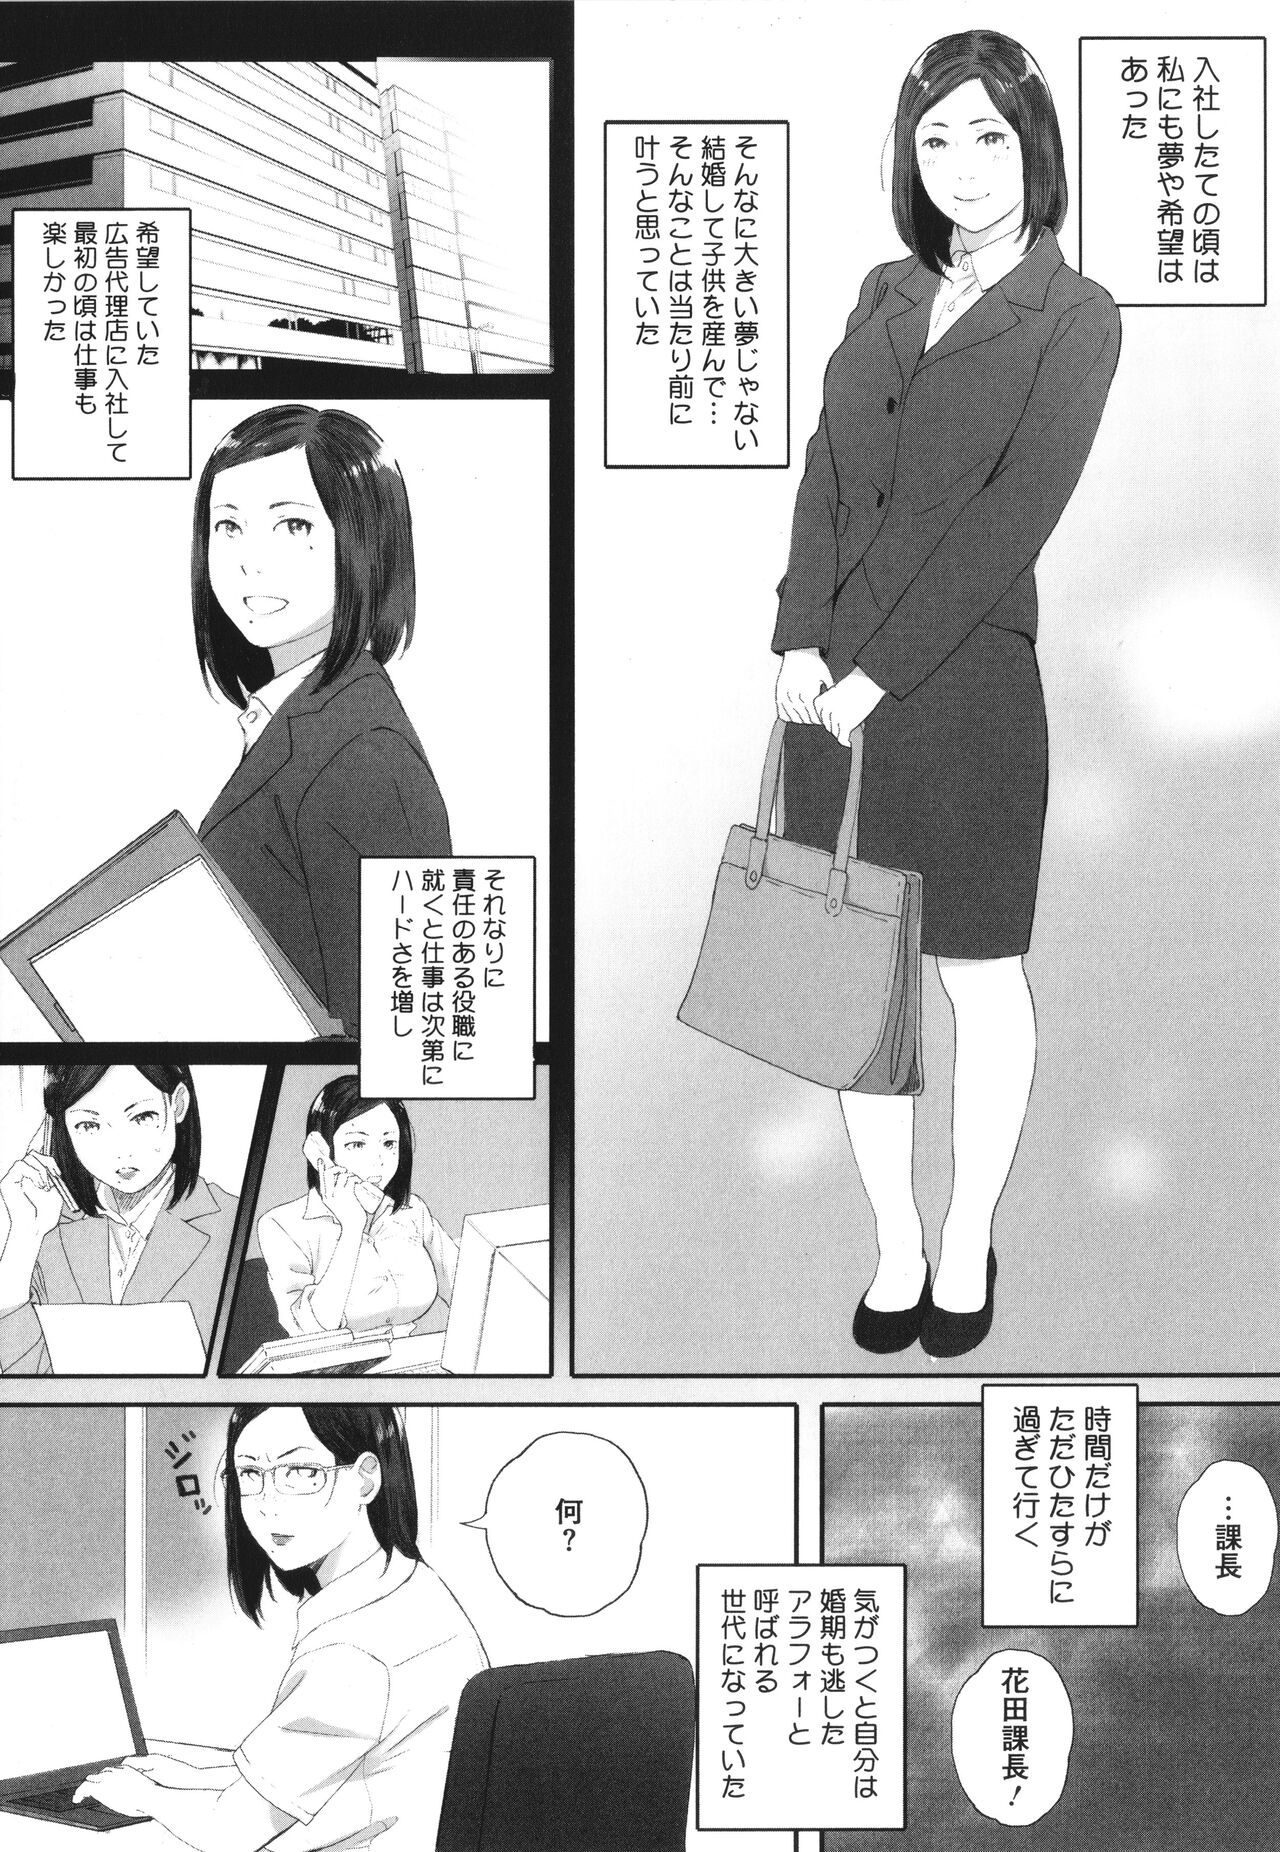 入社したての頃は
私にも夢や希望は
あった
そんなに大きい夢じゃない
結婚して子供を産んで…
そんなことは当たり前に
叶うと思っていた
希望していた
広告代理店に入社して
最初の頃は仕事も
楽しかった
それなりに
責任のある役職に
就くと仕事は次第に
ハードさを増し
時間だけが
ただひたすらに
過ぎて行く
…課長
花田課長！
気がつくと自分は
婚期も逃した
アラフォーと
呼ばれる
世代になっていた
何？
ジロッ